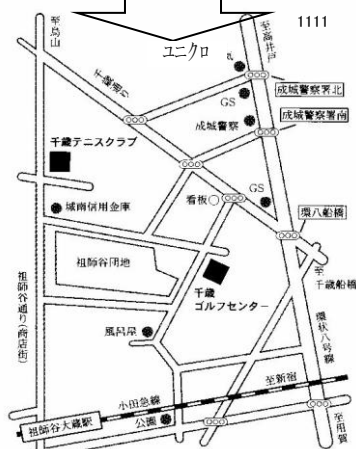 1111
至烏山
ユニクロ
至高井戸
千歳通り
GS
成城警察署北
成城警察
成城警察署南
千歳テニスクラブ
城南信用金庫
看板
GS
環八船橋
祖師谷団地
千歳
ゴルフセンター
至
千歳船橋
祖師谷通り(商店街)
風呂屋
環状八号線
小田急線
至新宿
祖師谷大蔵駅
公園
至用賀